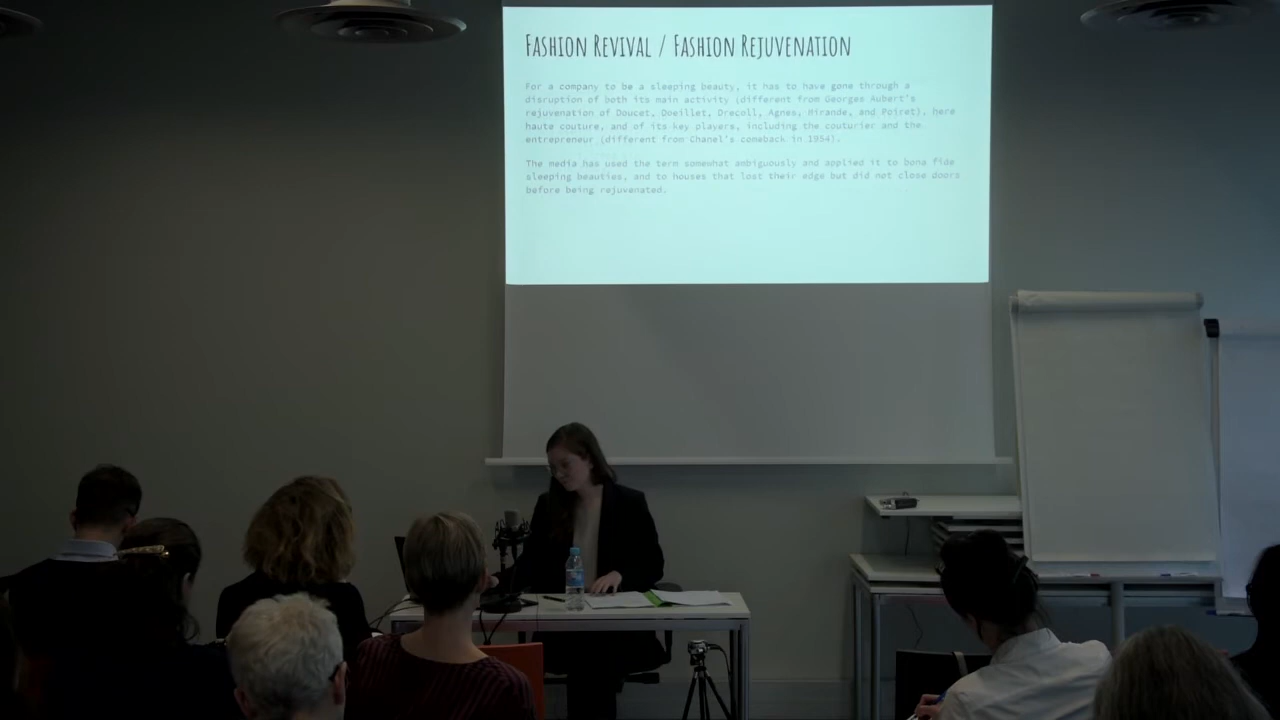 Fashion Revival / Fashion Rejuvenation
For a company to be a sleeping beauty, it has to have gone through a
disruption of both its main activity (different from Georges Aubert's
rejuvenation of Doucet, Doeillet, Drecoll, Agnes, Mirande, and Poiret), here
haute couture, and of its key players, including the couturier and the
entrepreneur (different from Chanel's comeback in 1954).
The media has used the term somewhat ambiguously and applied it to bona fide
sleeping beauties, and to houses that lost their edge but did not close doors
before being rejuvenated.